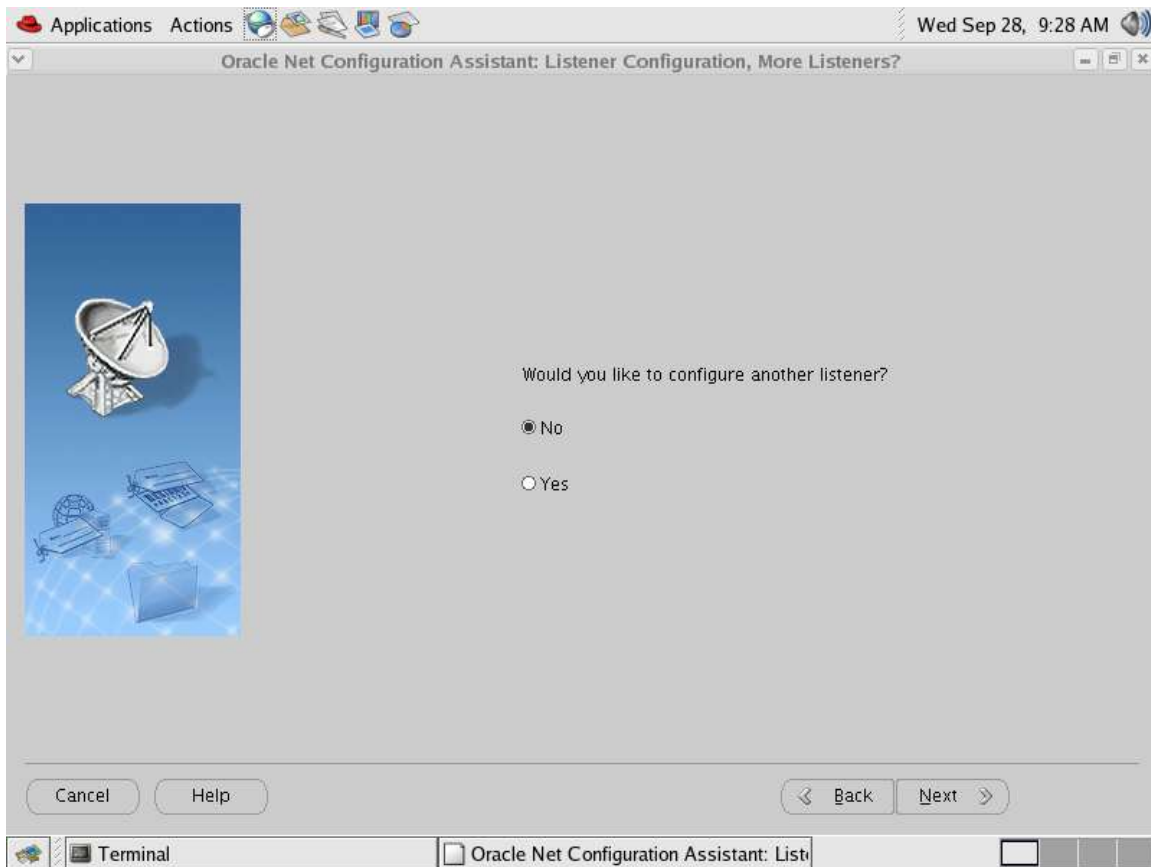 Applications Actions Wed Sep 28, 9:28 AM
Oracle Net Configuration Assistant: Listener Configuration, More Listeners?
Would you like to configure another listener?
No
Yes
Cancel Help Back Next
Terminal Oracle Net Configuration Assistant: List